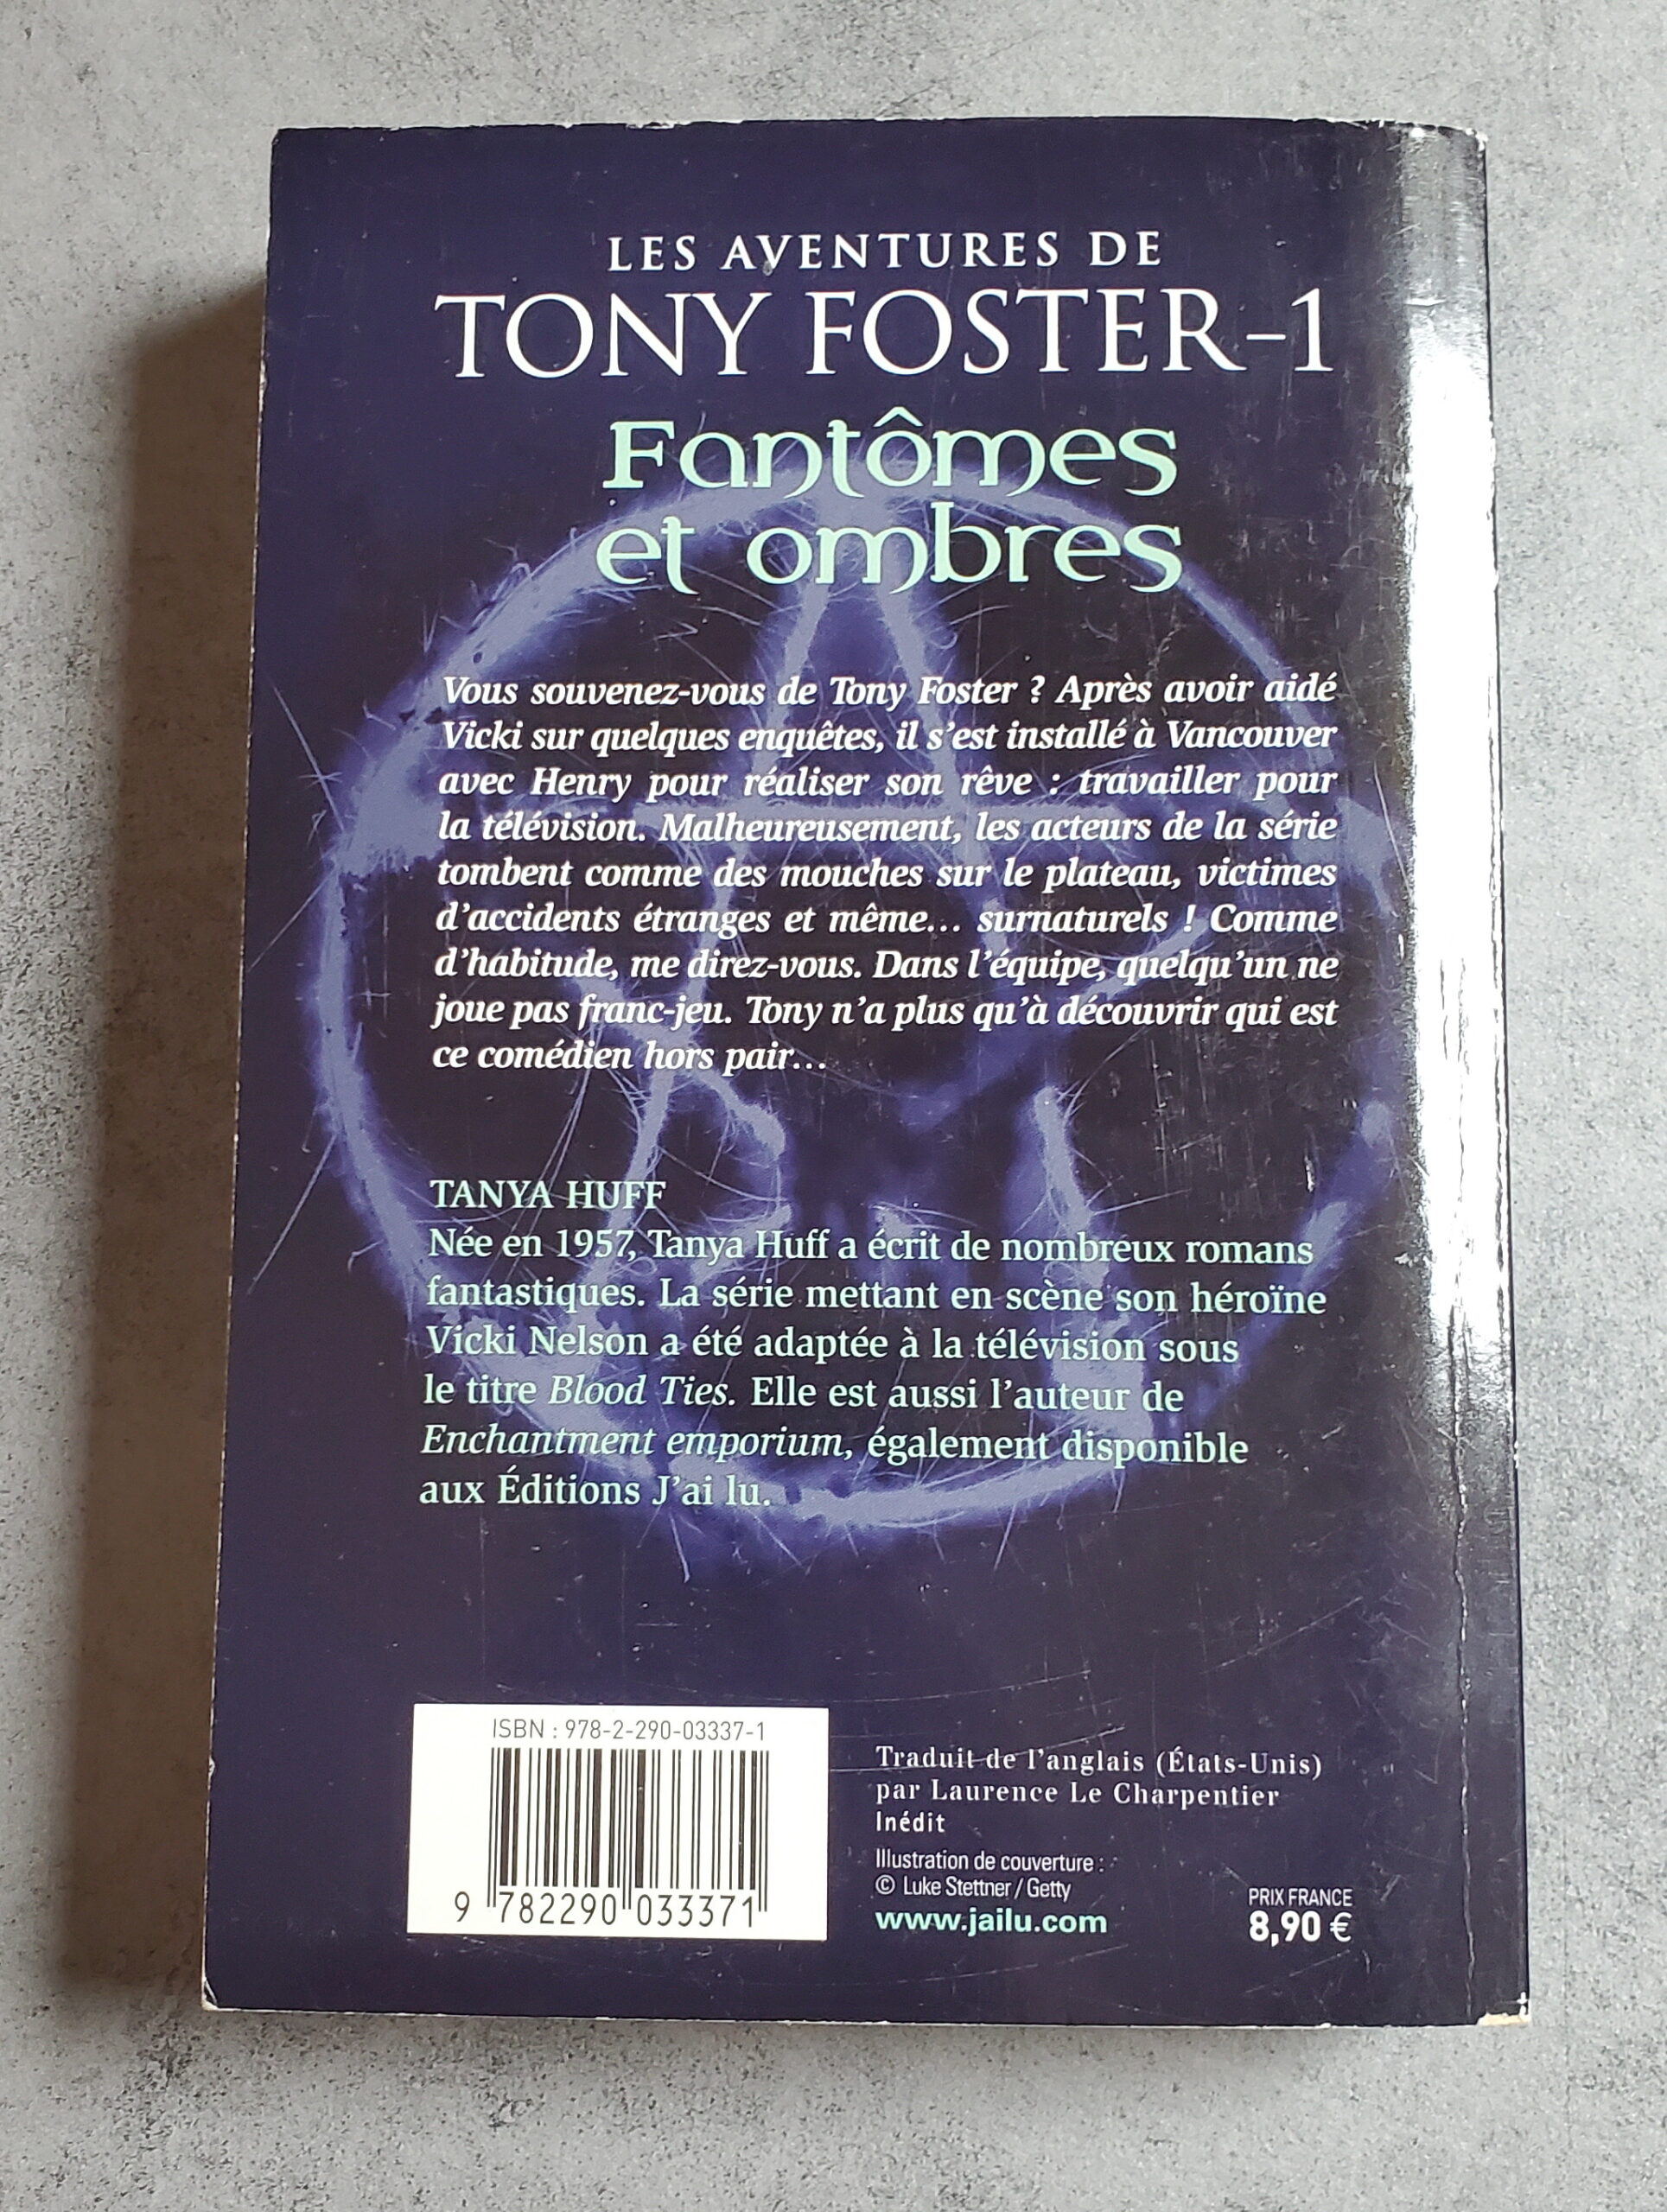 LES AVENTURES DE
TONY FOSTER-1
Fantômes
et ombres
Vous souvenez-vous de Tony Foster ? Après avoir aidé
Vicki sur quelques enquêtes, il s'est installé à Vancouver
avec Henry pour réaliser son rêve : travailler pour
la télévision. Malheureusement, les acteurs de la série
tombent comme des mouches sur le plateau, victimes
d'accidents étranges et même... surnaturels ! Comme
d'habitude, me direz-vous. Dans l'équipe, quelqu'un ne
joue pas franc-jeu. Tony n'a plus qu'à découvrir qui est
ce comédien hors pair...
TANYA HUFF
Née en 1957, Tanya Huff a écrit de nombreux romans
fantastiques. La série mettant en scène son héroïne
Vicki Nelson a été adaptée à la télévision sous
le titre Blood Ties. Elle est aussi l'auteur de
Enchantment emporium, également disponible
aux Éditions J'ai lu.
ISBN : 978-2-290-03337-1
9 782290 033371
Traduit de l'anglais (États-Unis)
par Laurence Le Charpentier
Inédit
Illustration de couverture :
© Luke Stettner / Getty
www.jailu.com
PRIX FRANCE
8,90 €